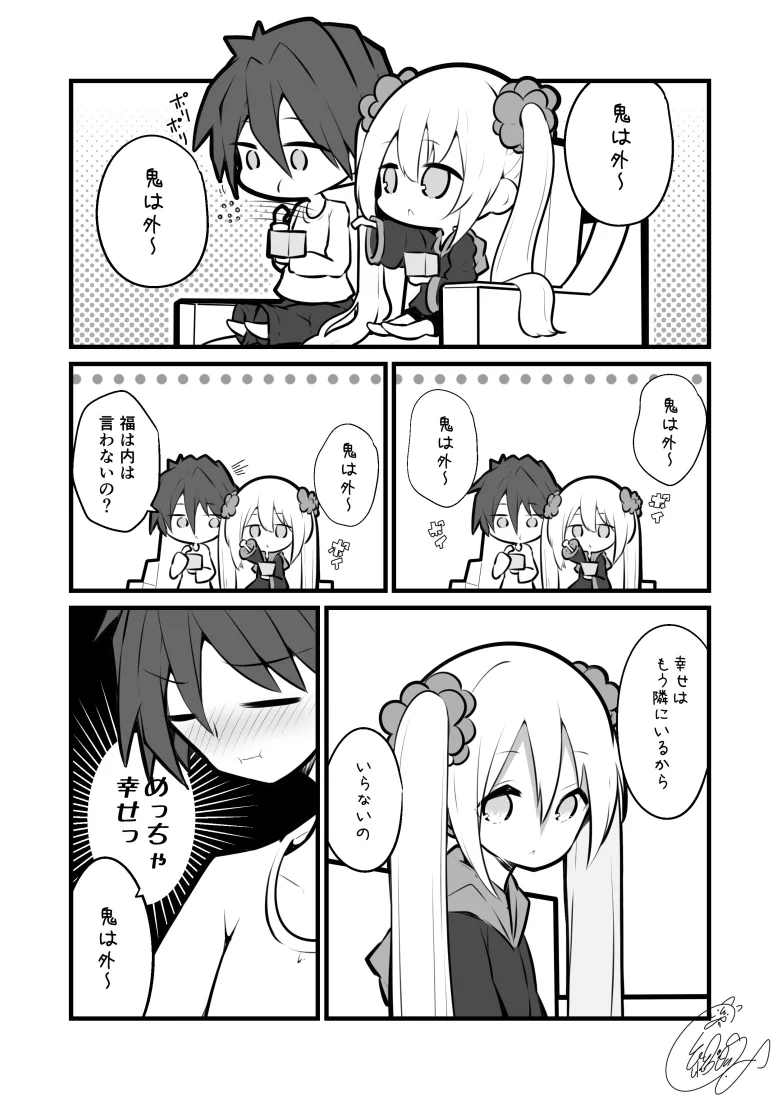 鬼は外〜
ポリ
ポリ
鬼は外〜
鬼は外〜
ポイ
鬼は外〜
ポイ
鬼は外〜
ポイ
福は内は
言わないの？
幸せは
もう隣にいるから
いらないの
めっちゃ
幸せっ
鬼は外〜